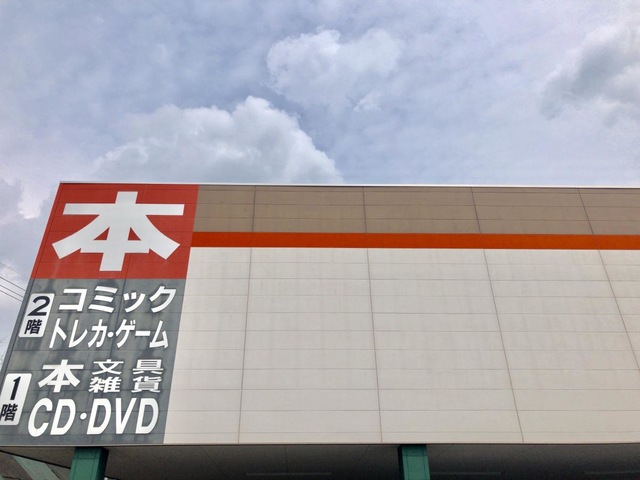 本
2階 コミック
トレカ・ゲーム
1階 本 文具
雑貨
CD・DVD